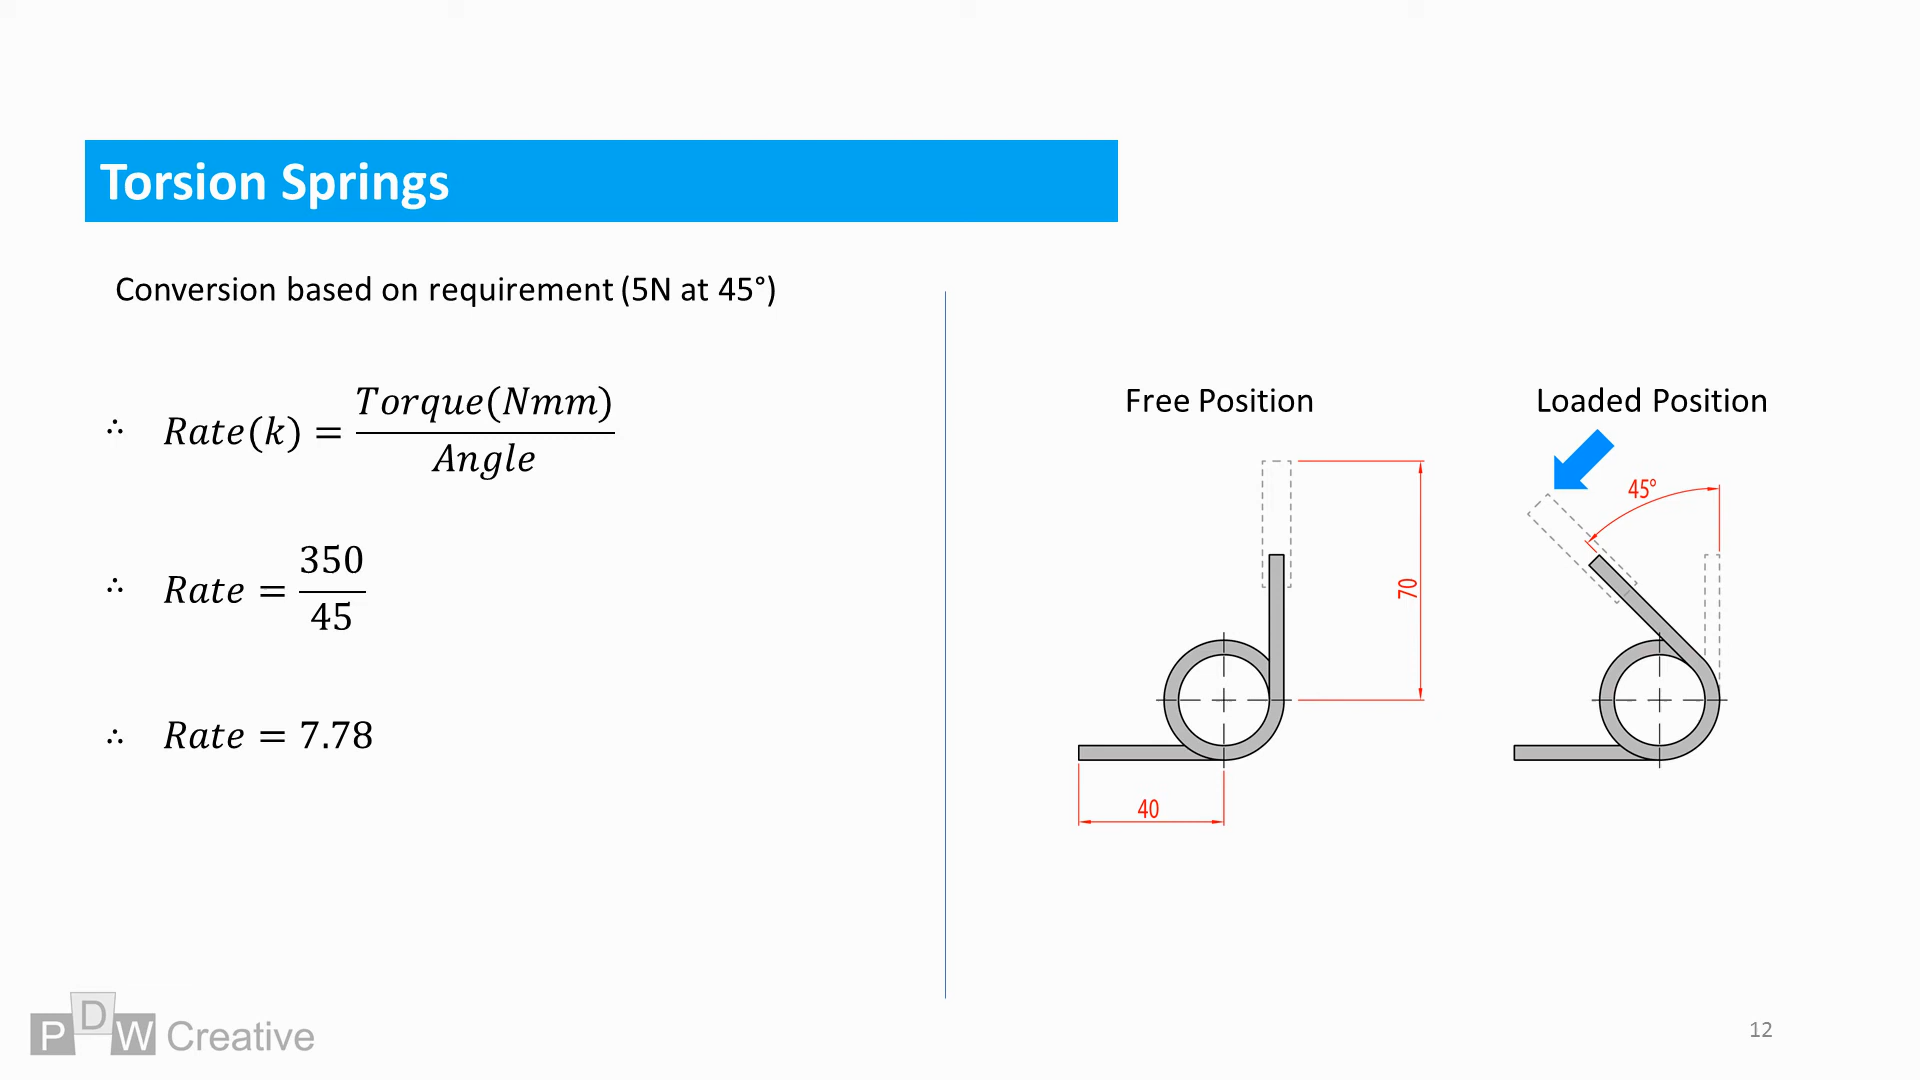 Torsion Springs
Conversion based on requirement (5N at 45°)
∴ Rate(k) = Torque(Nmm) / Angle
∴ Rate = 350 / 45
∴ Rate = 7.78
Free Position
Loaded Position
45°
70
40
PDW Creative
12